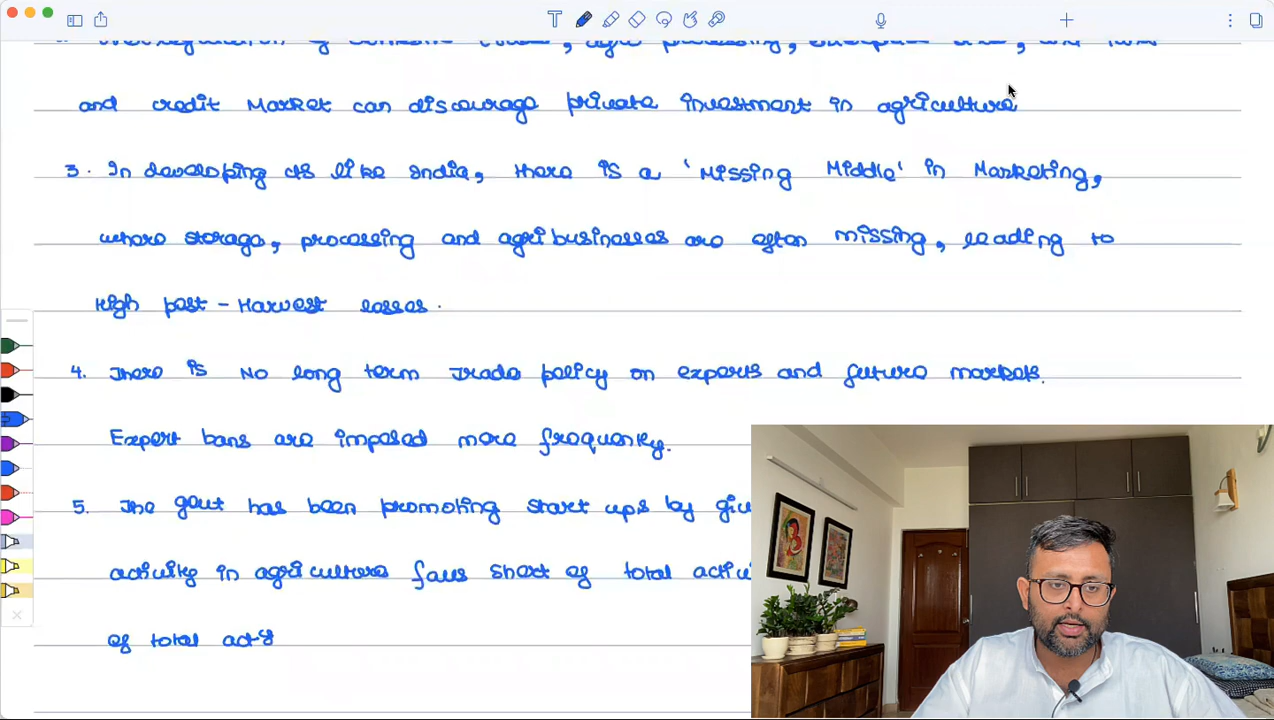 and credit Market can discourage private investment in agriculture
3. In developing cts like India, there is a 'Missing Middle' in Marketing,
where storage, processing and agribusinesses are often missing, leading to
High post-Harvest losses.
4. There is No long term Trade policy on exports and future markets.
Export bans are imposed more frequently.
5. The govt has been promoting start ups by
activity in agriculture falls short of total
of total